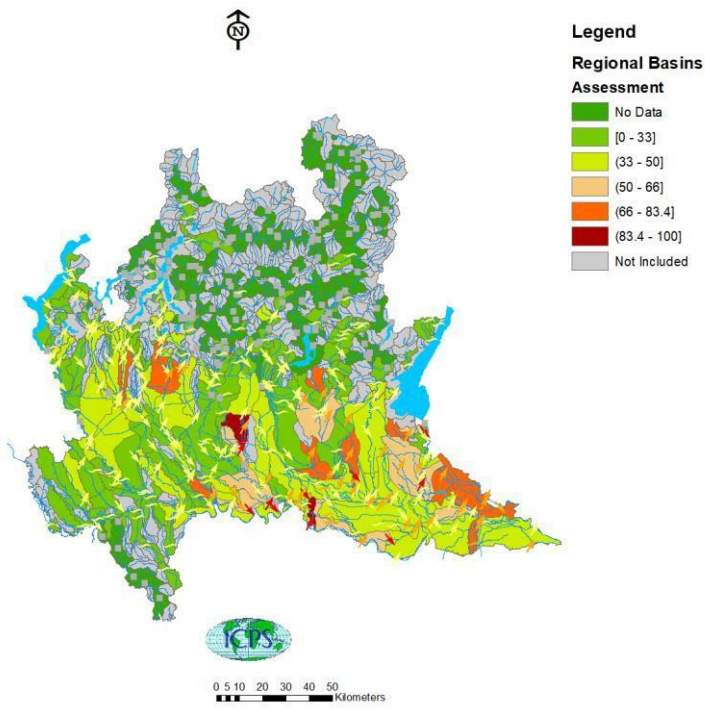 N
Legend
Regional Basins
Assessment
No Data
[0 - 33]
(33 - 50]
(50 - 66]
(66 - 83.4]
(83.4 - 100]
Not Included
ICPS
0 5 10 20 30 40 50
Kilometers